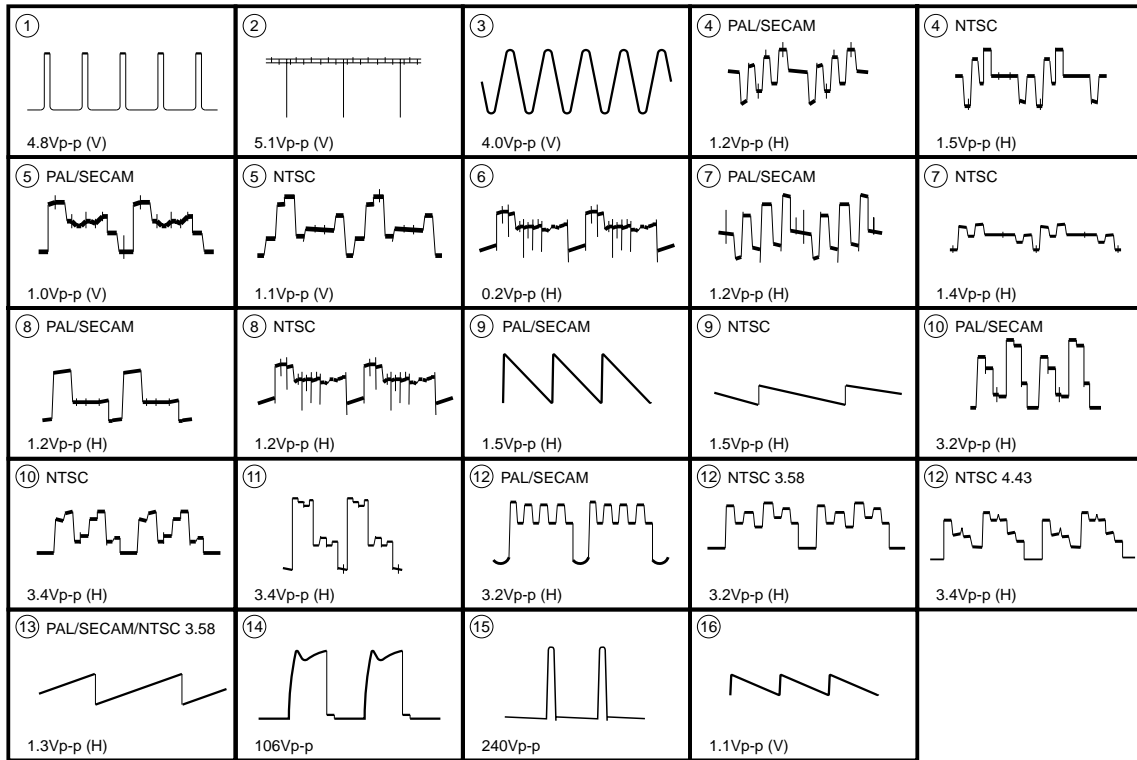 ① ② ③ ④ PAL/SECAM ④ NTSC
4.8Vp-p (V) 5.1Vp-p (V) 4.0Vp-p (V) 1.2Vp-p (H) 1.5Vp-p (H)
⑤ PAL/SECAM ⑤ NTSC ⑥ ⑦ PAL/SECAM ⑦ NTSC
1.0Vp-p (V) 1.1Vp-p (V) 0.2Vp-p (H) 1.2Vp-p (H) 1.4Vp-p (H)
⑧ PAL/SECAM ⑧ NTSC ⑨ PAL/SECAM ⑨ NTSC ⑩ PAL/SECAM
1.2Vp-p (H) 1.2Vp-p (H) 1.5Vp-p (H) 1.5Vp-p (H) 3.2Vp-p (H)
⑩ NTSC ⑪ ⑫ PAL/SECAM ⑫ NTSC 3.58 ⑫ NTSC 4.43
3.4Vp-p (H) 3.4Vp-p (H) 3.2Vp-p (H) 3.2Vp-p (H) 3.4Vp-p (H)
⑬ PAL/SECAM/NTSC 3.58 ⑭ ⑮ ⑯
1.3Vp-p (H) 106Vp-p 240Vp-p 1.1Vp-p (V)